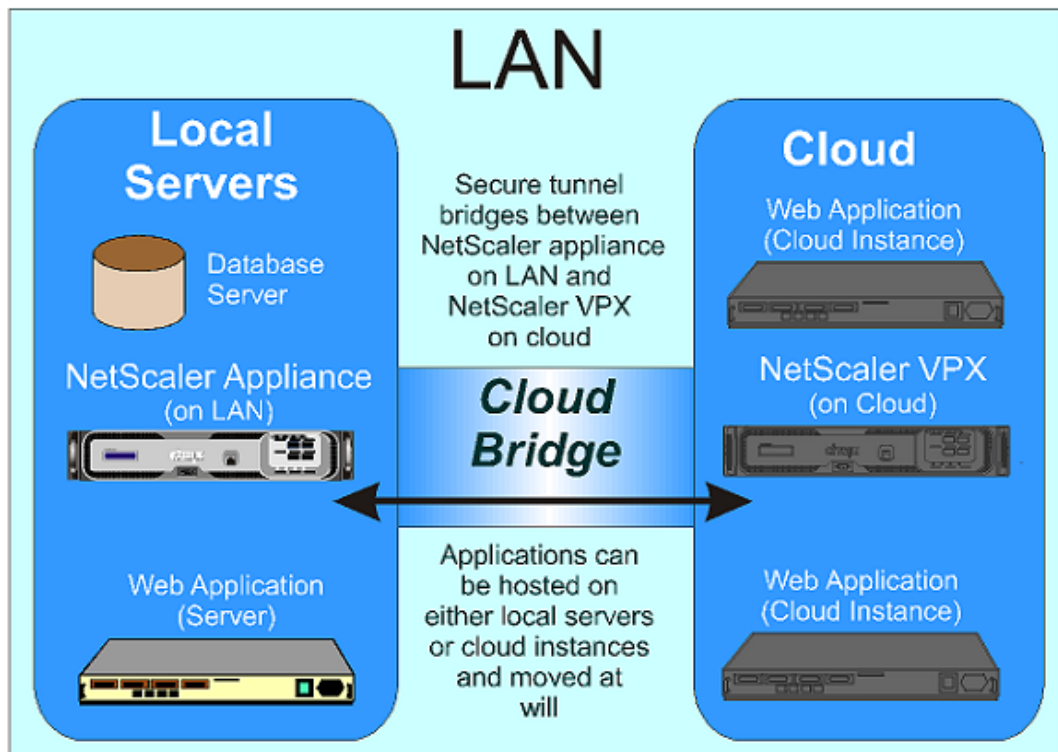 LAN
Local
Servers
Database
Server
NetScaler Appliance
(on LAN)
Web Application
(Server)
Secure tunnel
bridges between
NetScaler appliance
on LAN and
NetScaler VPX
on cloud
Cloud
Bridge
Applications can
be hosted on
either local servers
or cloud instances
and moved at
will
Cloud
Web Application
(Cloud Instance)
NetScaler VPX
(on Cloud)
Web Application
(Cloud Instance)